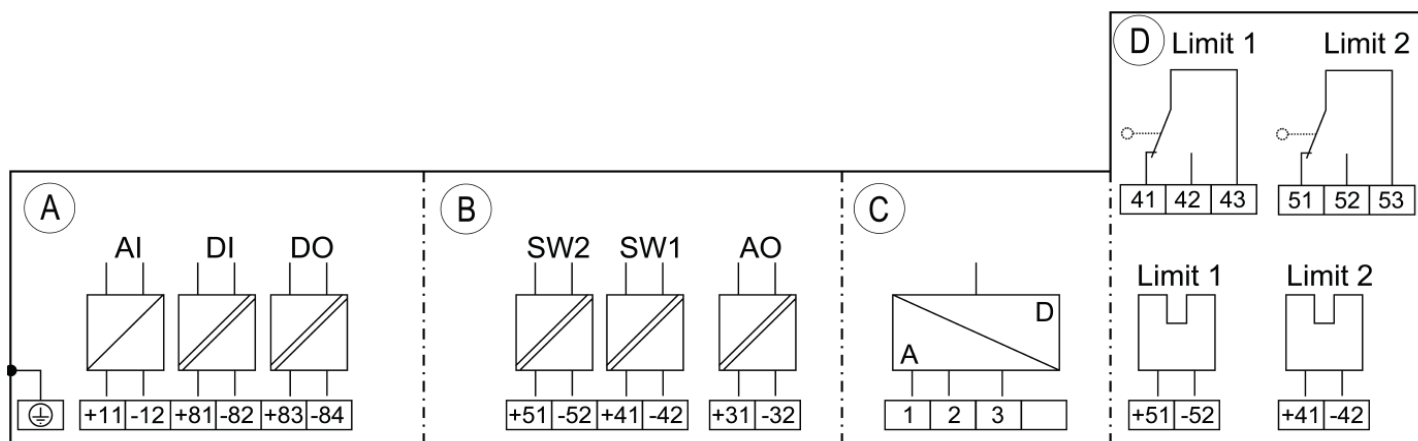 D Limit 1 Limit 2
41 42 43 51 52 53
A B C
AI DI DO SW2 SW1 AO
Limit 1 Limit 2
D
A
+11 -12 +81 -82 +83 -84 +51 -52 +41 -42 +31 -32 1 2 3 +51 -52 +41 -42